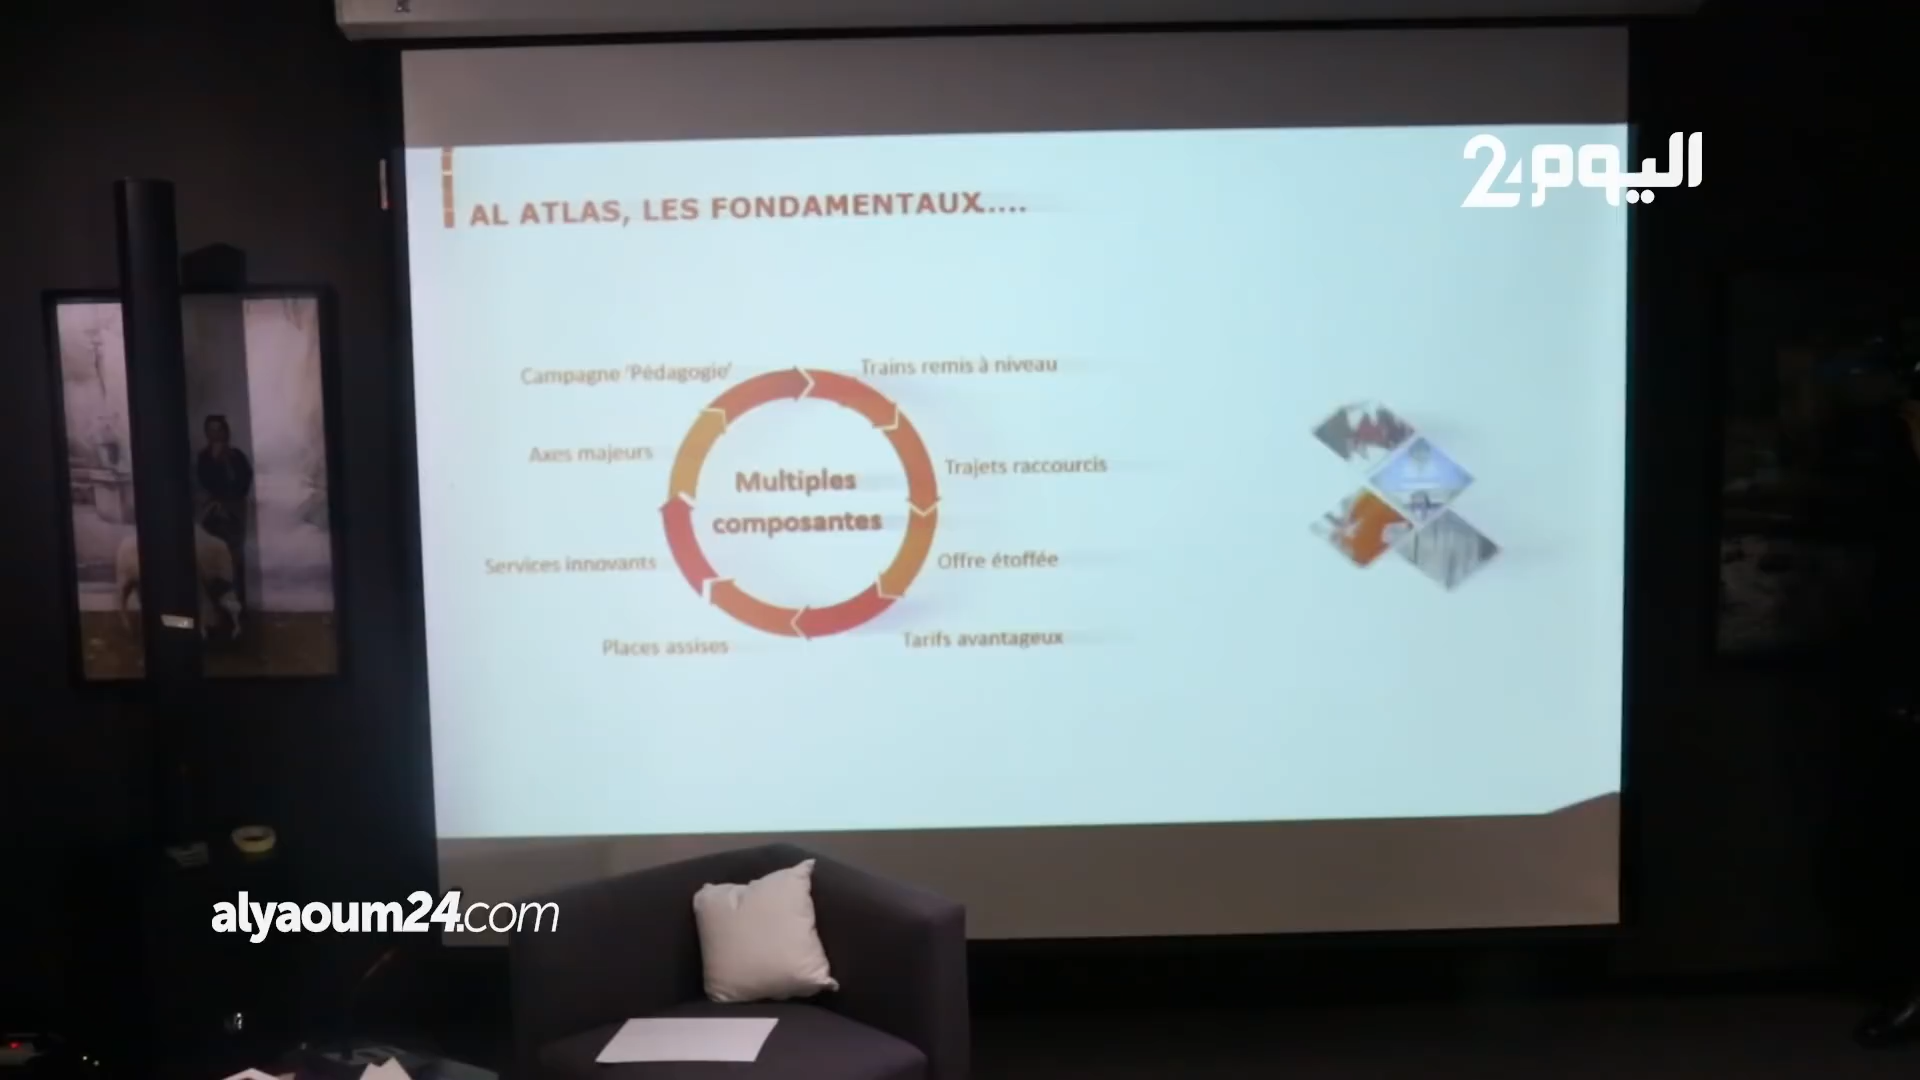 اليوم24
AL ATLAS, LES FONDAMENTAUX....
Campagne 'Pédagogie'
Trains remis à niveau
Axes majeurs
Trajets raccourcis
Multiples
composantes
Services innovants
Offre étoffée
Places assises
Tarifs avantageux
alyaoum24.com